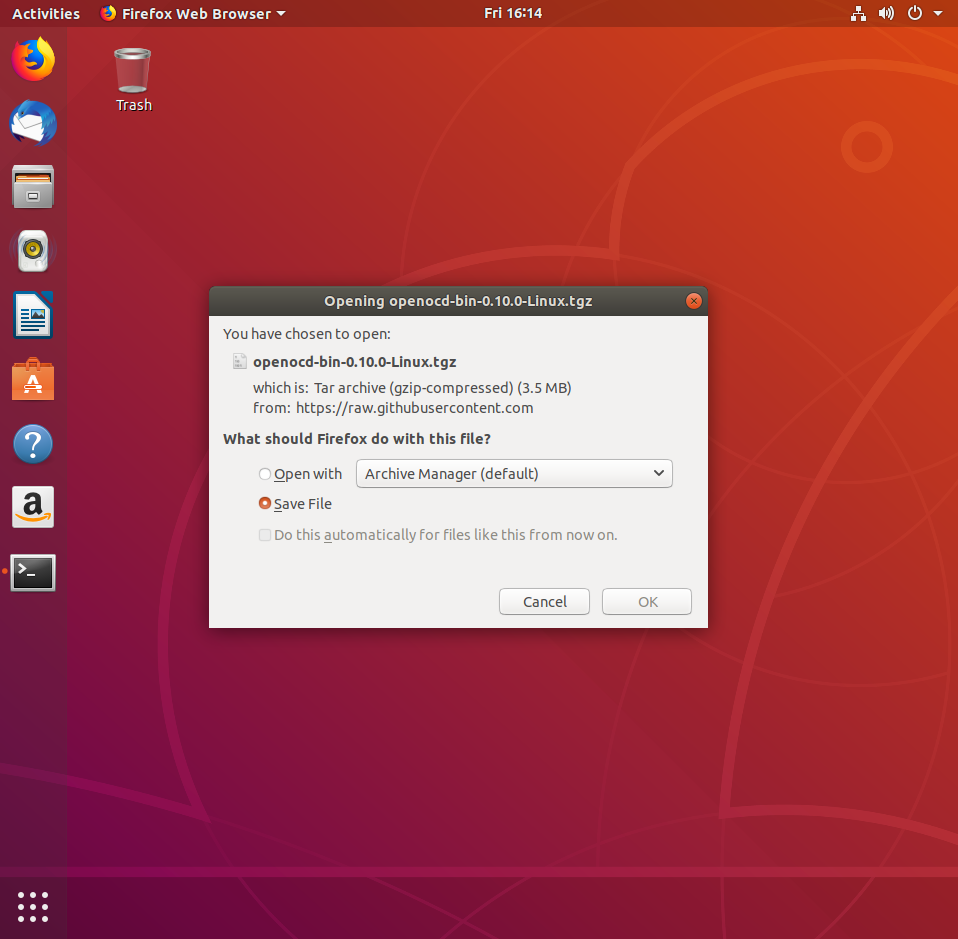 Activities Firefox Web Browser Fri 16:14
Trash
Opening openocd-bin-0.10.0-Linux.tgz
You have chosen to open:
openocd-bin-0.10.0-Linux.tgz
which is: Tar archive (gzip-compressed) (3.5 MB)
from: https://raw.githubusercontent.com
What should Firefox do with this file?
Open with Archive Manager (default)
Save File
Do this automatically for files like this from now on.
Cancel OK